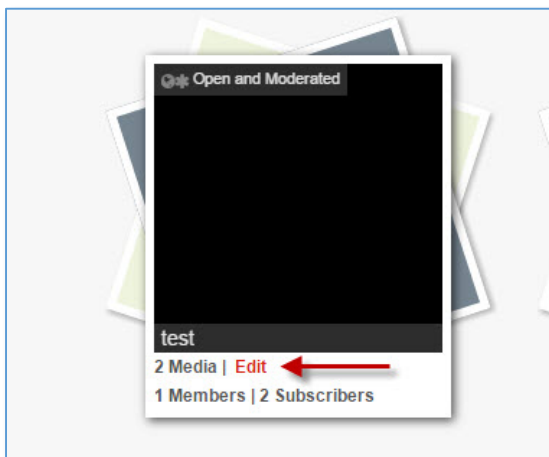 Open and Moderated
test
2 Media | Edit
1 Members | 2 Subscribers